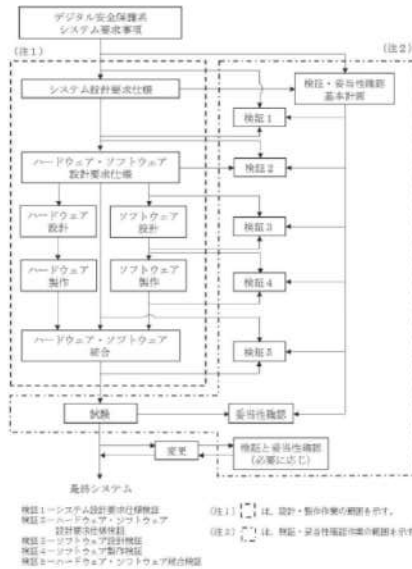 デジタル安全保護系
システム要求事項
(注1)
(注2)
システム設計要求仕様
検証・妥当性確認
基本計画
検証1
ハードウェア・ソフトウェア
設計要求仕様
検証2
ハードウェア
設計
ソフトウェア
設計
検証3
ハードウェア
製作
ソフトウェア
製作
検証4
ハードウェア・ソフトウェア
統合
検証5
試験
妥当性確認
変更
検証と妥当性確認
(必要に応じ)
最終システム
検証1-システム設計要求仕様検証
検証2-ハードウェア・ソフトウェア
設計要求仕様検証
検証3-ソフトウェア設計検証
検証4-ソフトウェア製作検証
検証5-ハードウェア・ソフトウェア統合検証
(注1) は、設計・製作作業の範囲を示す。
(注2) は、検証・妥当性確認作業の範囲を示す